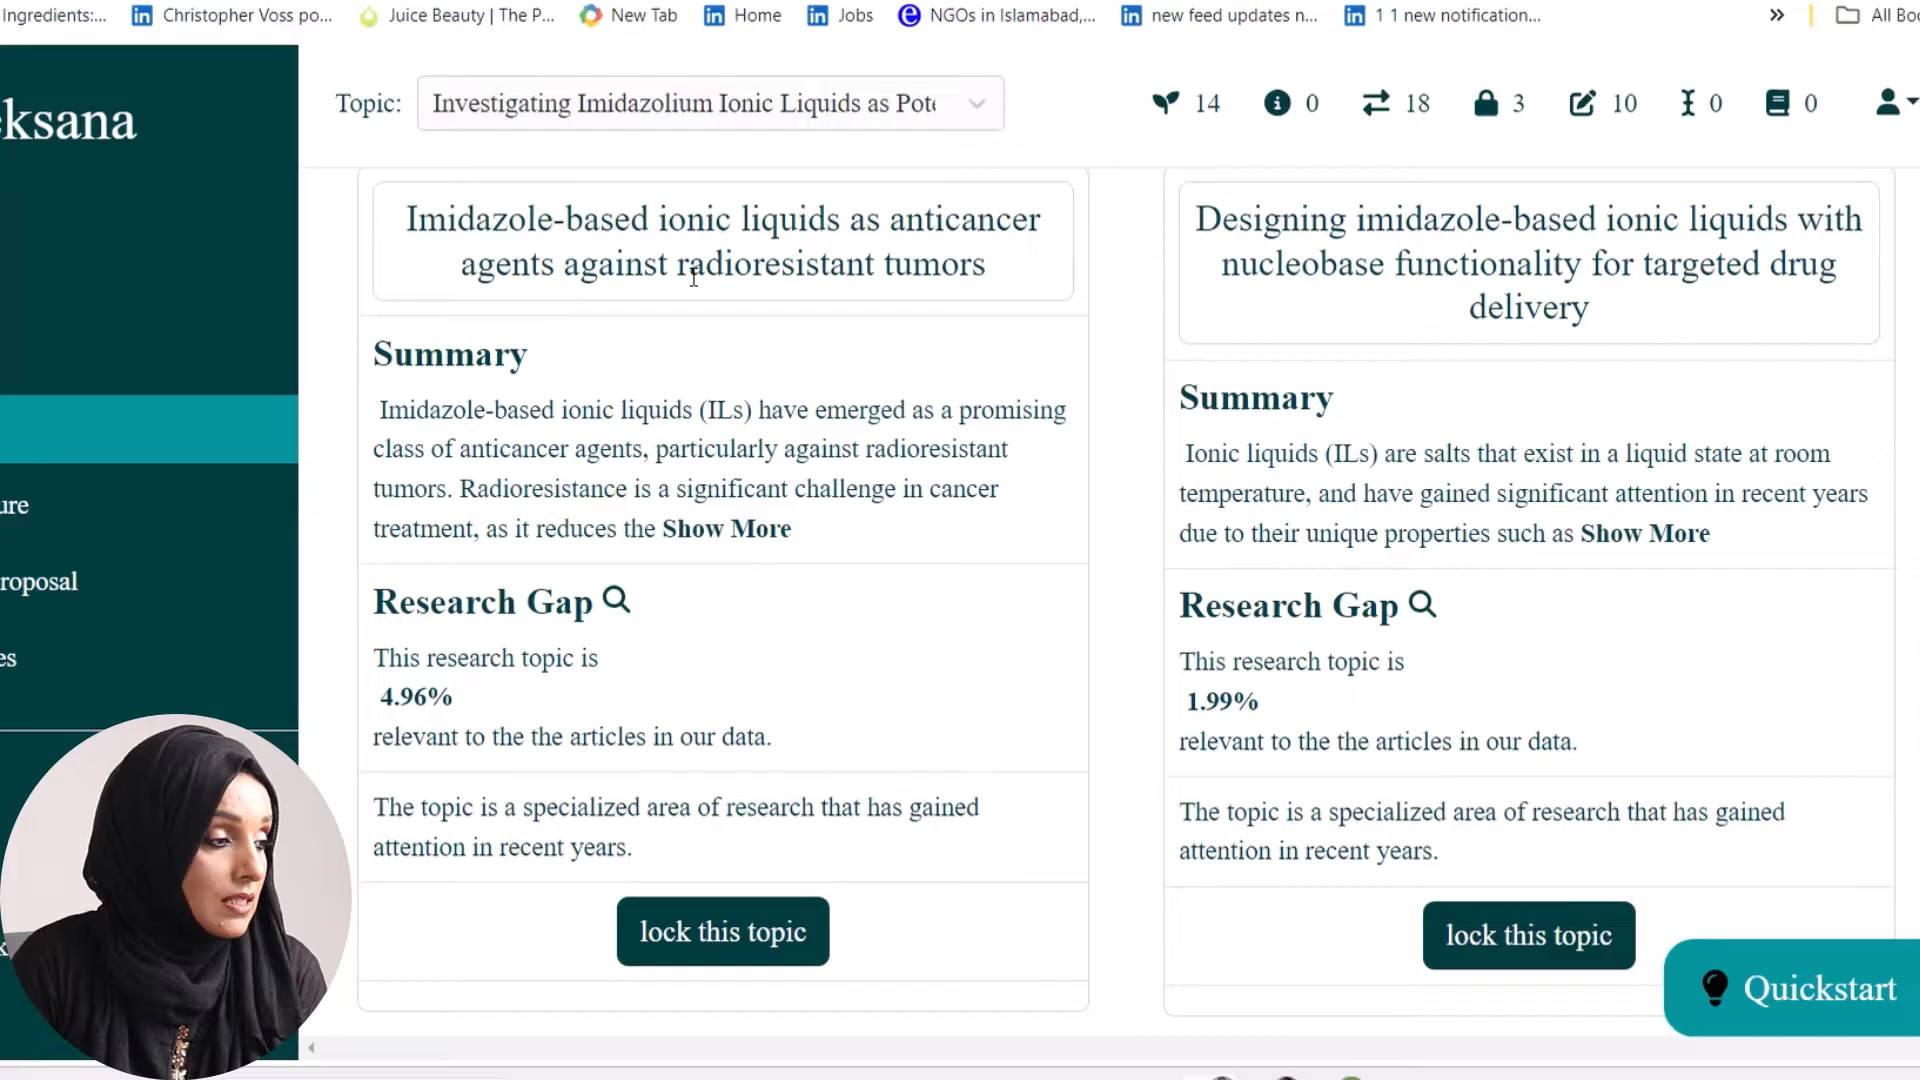 Ingredients:...
Christopher Voss po...
Juice Beauty | The P...
New Tab
Home
Jobs
NGOs in Islamabad,...
new feed updates n...
1 1 new notification...
»
All Boo
ksana
Topic:
Investigating Imidazolium Ionic Liquids as Pote
14
0
18
3
10
0
0
ure
roposal
es
Imidazole-based ionic liquids as anticancer
agents against radioresistant tumors
Summary
Imidazole-based ionic liquids (ILs) have emerged as a promising
class of anticancer agents, particularly against radioresistant
tumors. Radioresistance is a significant challenge in cancer
treatment, as it reduces the Show More
Research Gap
This research topic is
4.96%
relevant to the the articles in our data.
The topic is a specialized area of research that has gained
attention in recent years.
lock this topic
Designing imidazole-based ionic liquids with
nucleobase functionality for targeted drug
delivery
Summary
Ionic liquids (ILs) are salts that exist in a liquid state at room
temperature, and have gained significant attention in recent years
due to their unique properties such as Show More
Research Gap
This research topic is
1.99%
relevant to the the articles in our data.
The topic is a specialized area of research that has gained
attention in recent years.
lock this topic
Quickstart